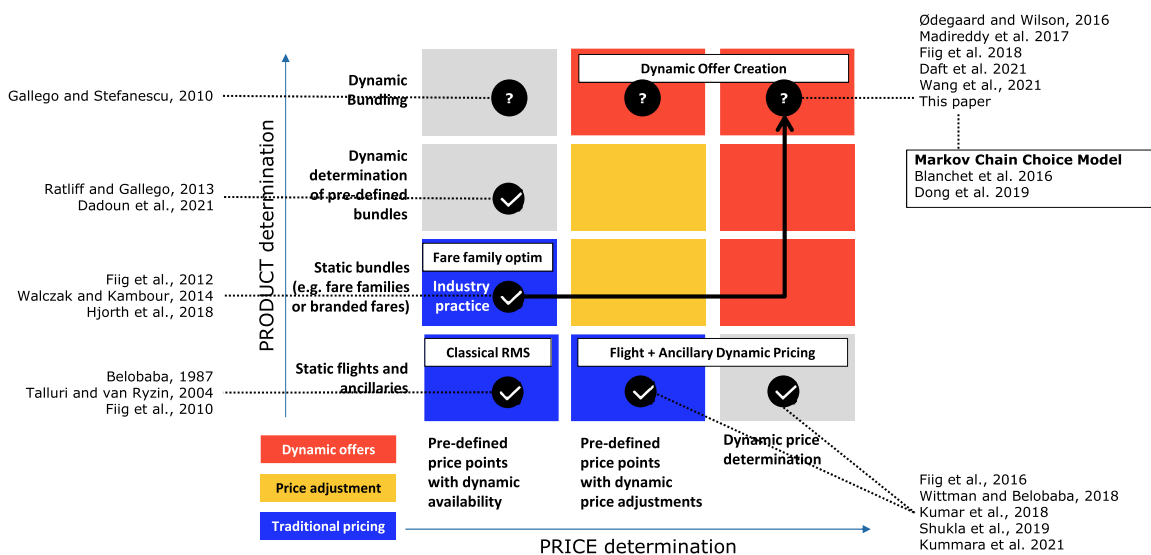 Ødegaard and Wilson, 2016
Madireddy et al. 2017
Fiig et al. 2018
Daft et al. 2021
Wang et al., 2021
This paper
Dynamic Offer Creation
Dynamic
Bundling
Gallego and Stefanescu, 2010
?
?
?
Markov Chain Choice Model
Blanchet et al. 2016
Dong et al. 2019
Dynamic
determination
of pre-defined
bundles
Ratliff and Gallego, 2013
Dadoun et al., 2021
PRODUCT determination
Fare family optim
Industry
practice
Static bundles
(e.g. fare families
or branded fares)
Fiig et al., 2012
Walczak and Kambour, 2014
Hjorth et al., 2018
Classical RMS
Flight + Ancillary Dynamic Pricing
Static flights and
ancillaries
Belobaba, 1987
Talluri and van Ryzin, 2004
Fiig et al., 2010
Dynamic offers
Price adjustment
Traditional pricing
Pre-defined
price points
with dynamic
availability
Pre-defined
price points
with dynamic
price adjustments
Dynamic price
determination
Fiig et al., 2016
Wittman and Belobaba, 2018
Kumar et al., 2018
Shukla et al., 2019
Kummara et al. 2021
PRICE determination